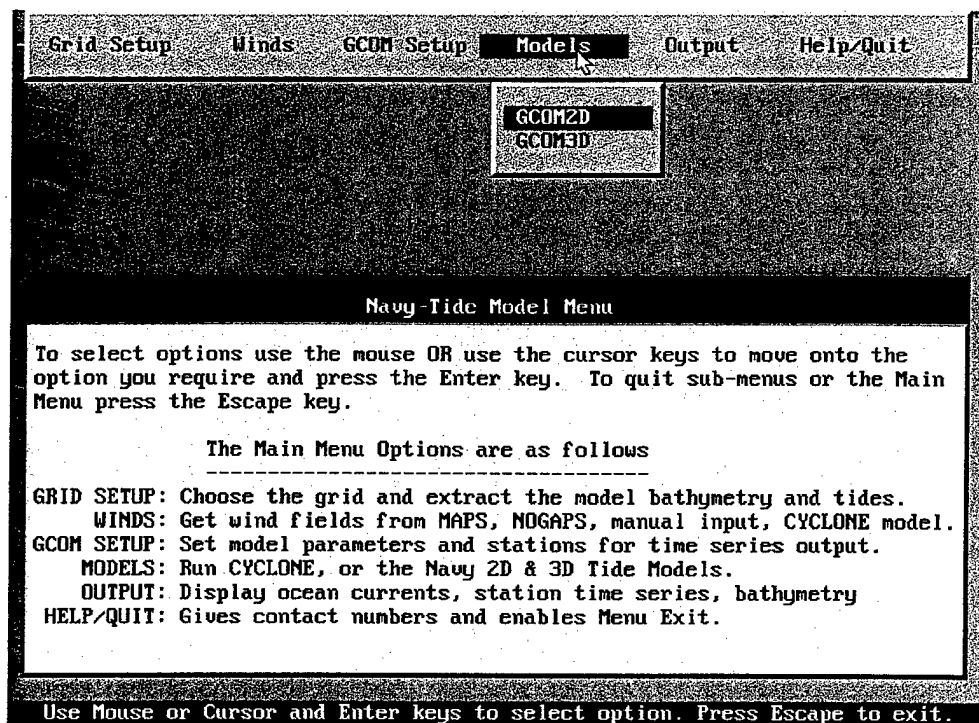 Grid Setup Winds GCOM Setup Models Output Help/Quit
GCOM2D
GCOM3D
Navy-Tide Model Menu
To select options use the mouse OR use the cursor keys to move onto the
option you require and press the Enter key. To quit sub-menus or the Main
Menu press the Escape key.
The Main Menu Options are as follows
------------------------------------
GRID SETUP: Choose the grid and extract the model bathymetry and tides.
WINDS: Get wind fields from MAPS, NOGAPS, manual input, CYCLONE model.
GCOM SETUP: Set model parameters and stations for time series output.
MODELS: Run CYCLONE, or the Navy 2D & 3D Tide Models.
OUTPUT: Display ocean currents, station time series, bathymetry
HELP/QUIT: Gives contact numbers and enables Menu Exit.
Use Mouse or Cursor and Enter keys to select option. Press Escape to exit.